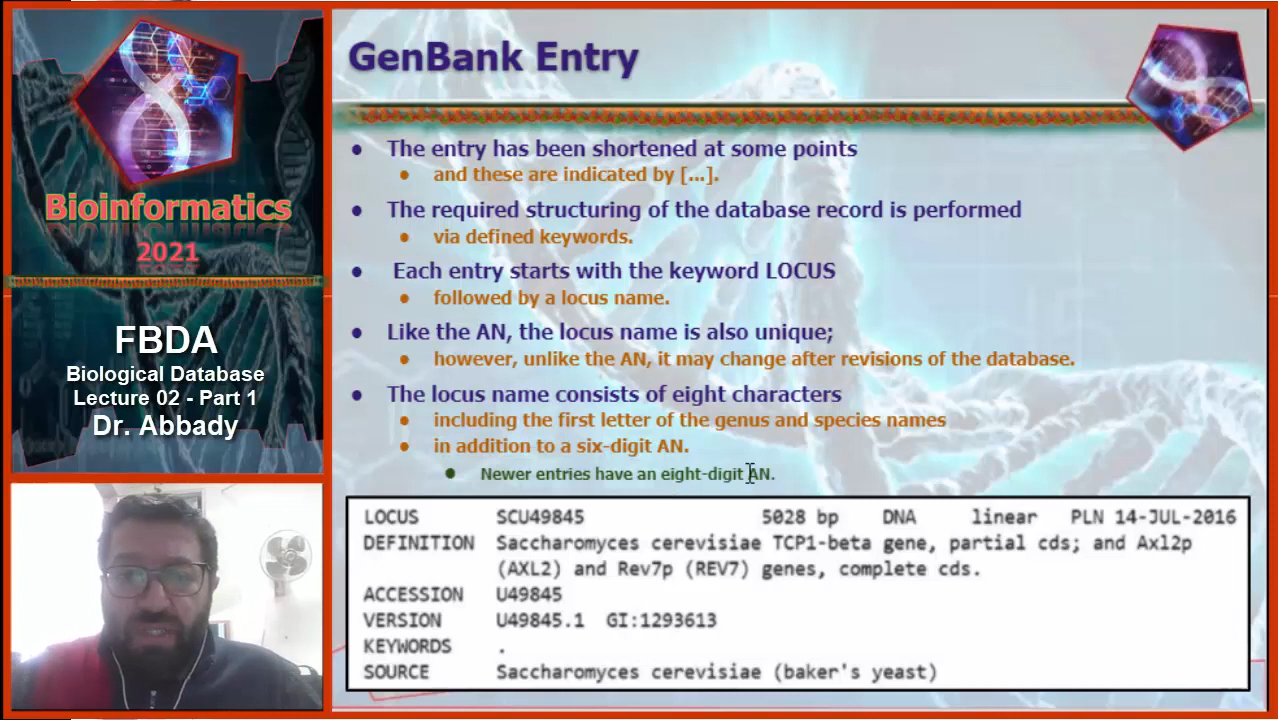 Bioinformatics
2021
FBDA
Biological Database
Lecture 02 - Part 1
Dr. Abbady
GenBank Entry
• The entry has been shortened at some points
• and these are indicated by [...].
• The required structuring of the database record is performed
• via defined keywords.
• Each entry starts with the keyword LOCUS
• followed by a locus name.
• Like the AN, the locus name is also unique;
• however, unlike the AN, it may change after revisions of the database.
• The locus name consists of eight characters
• including the first letter of the genus and species names
• in addition to a six-digit AN.
• Newer entries have an eight-digit AN.
LOCUS SCU49845 5028 bp DNA linear PLN 14-JUL-2016
DEFINITION Saccharomyces cerevisiae TCP1-beta gene, partial cds; and Axl2p
(AXL2) and Rev7p (REV7) genes, complete cds.
ACCESSION U49845
VERSION U49845.1 GI:1293613
KEYWORDS .
SOURCE Saccharomyces cerevisiae (baker's yeast)